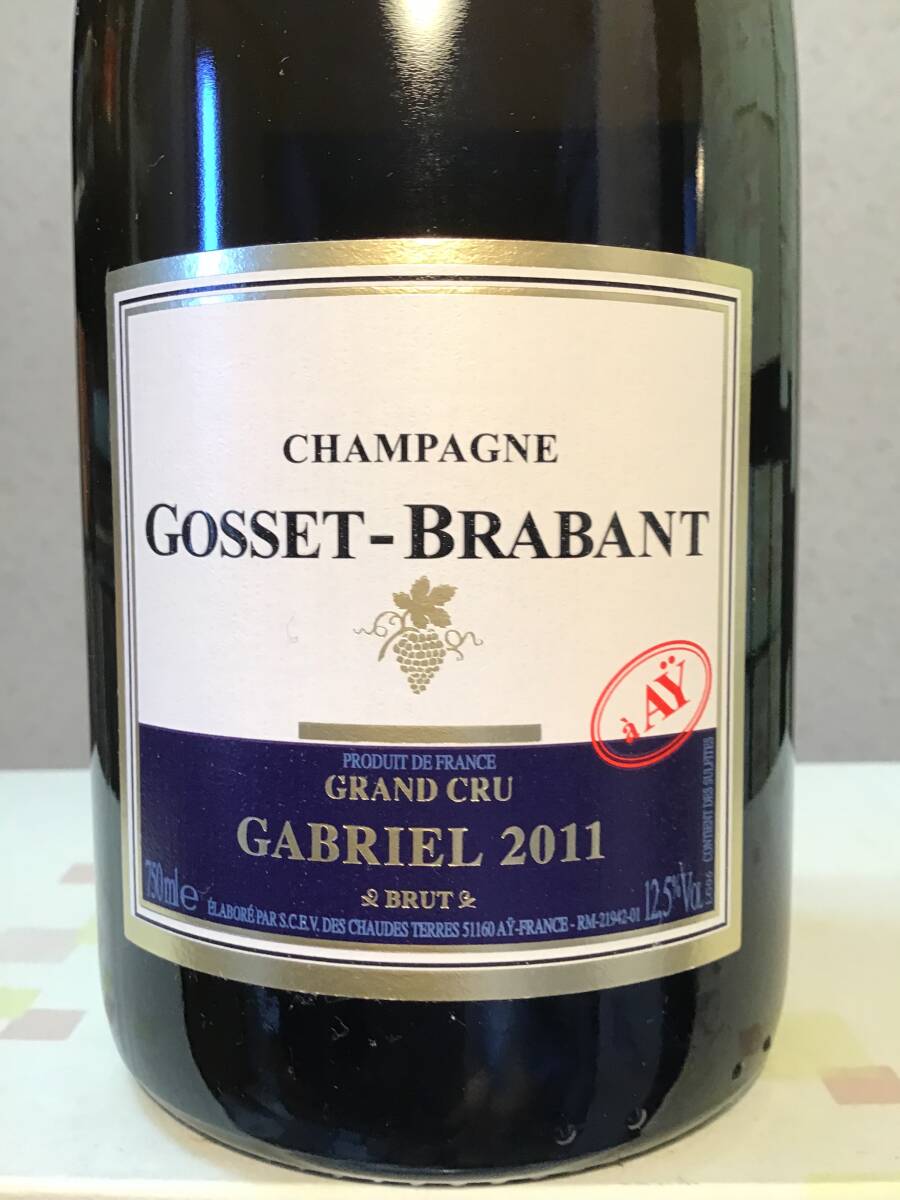 CHAMPAGNE
GOSSET-BRABANT
à AŸ
PRODUIT DE FRANCE
GRAND CRU
GABRIEL 2011
BRUT
750ml e
12,5% Vol
ÉLABORÉ PAR S.C.E.V. DES CHAUDES TERRES 51160 AŸ-FRANCE - RM-21942-01
CONTIENT DES SULFITES